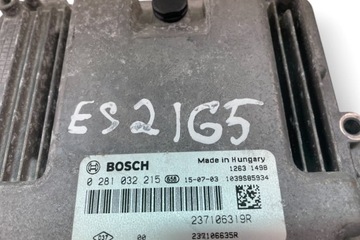 ES21G5
BOSCH
Made in Hungary
1263 1498
0 281 032 215 15-07-03 1039S85934
237106319R
00
237106635R